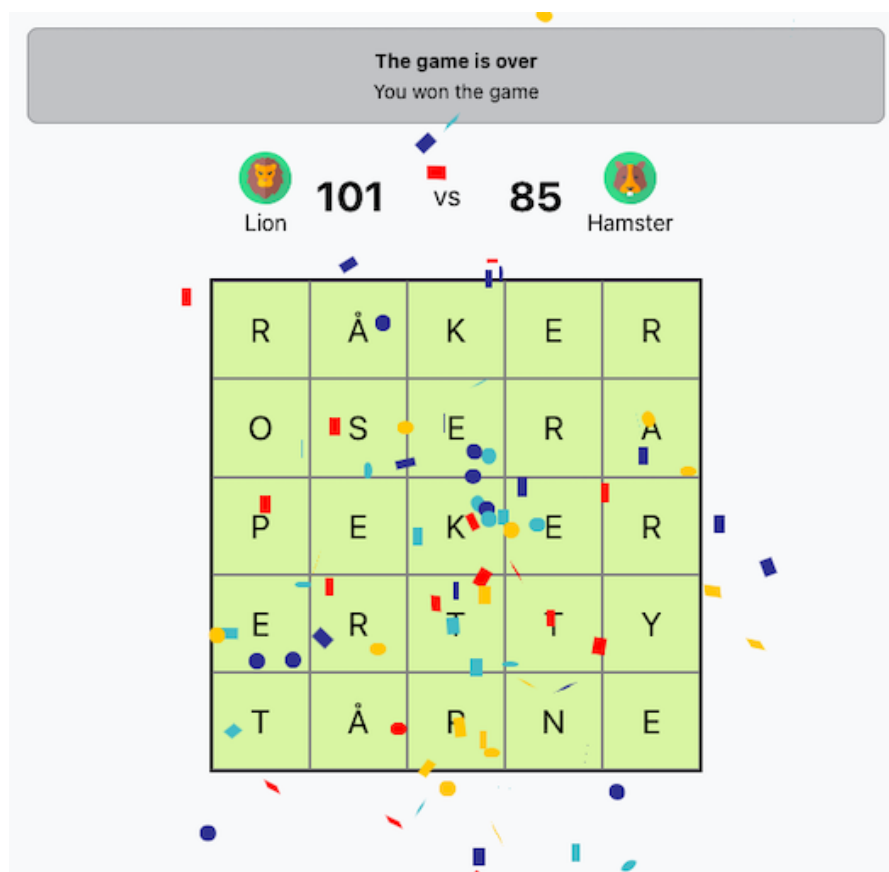 The game is over
You won the game
101 vs 85
Lion Hamster
R Å K E R
O S E R A
P E K E R
E R T T Y
T Å R N E